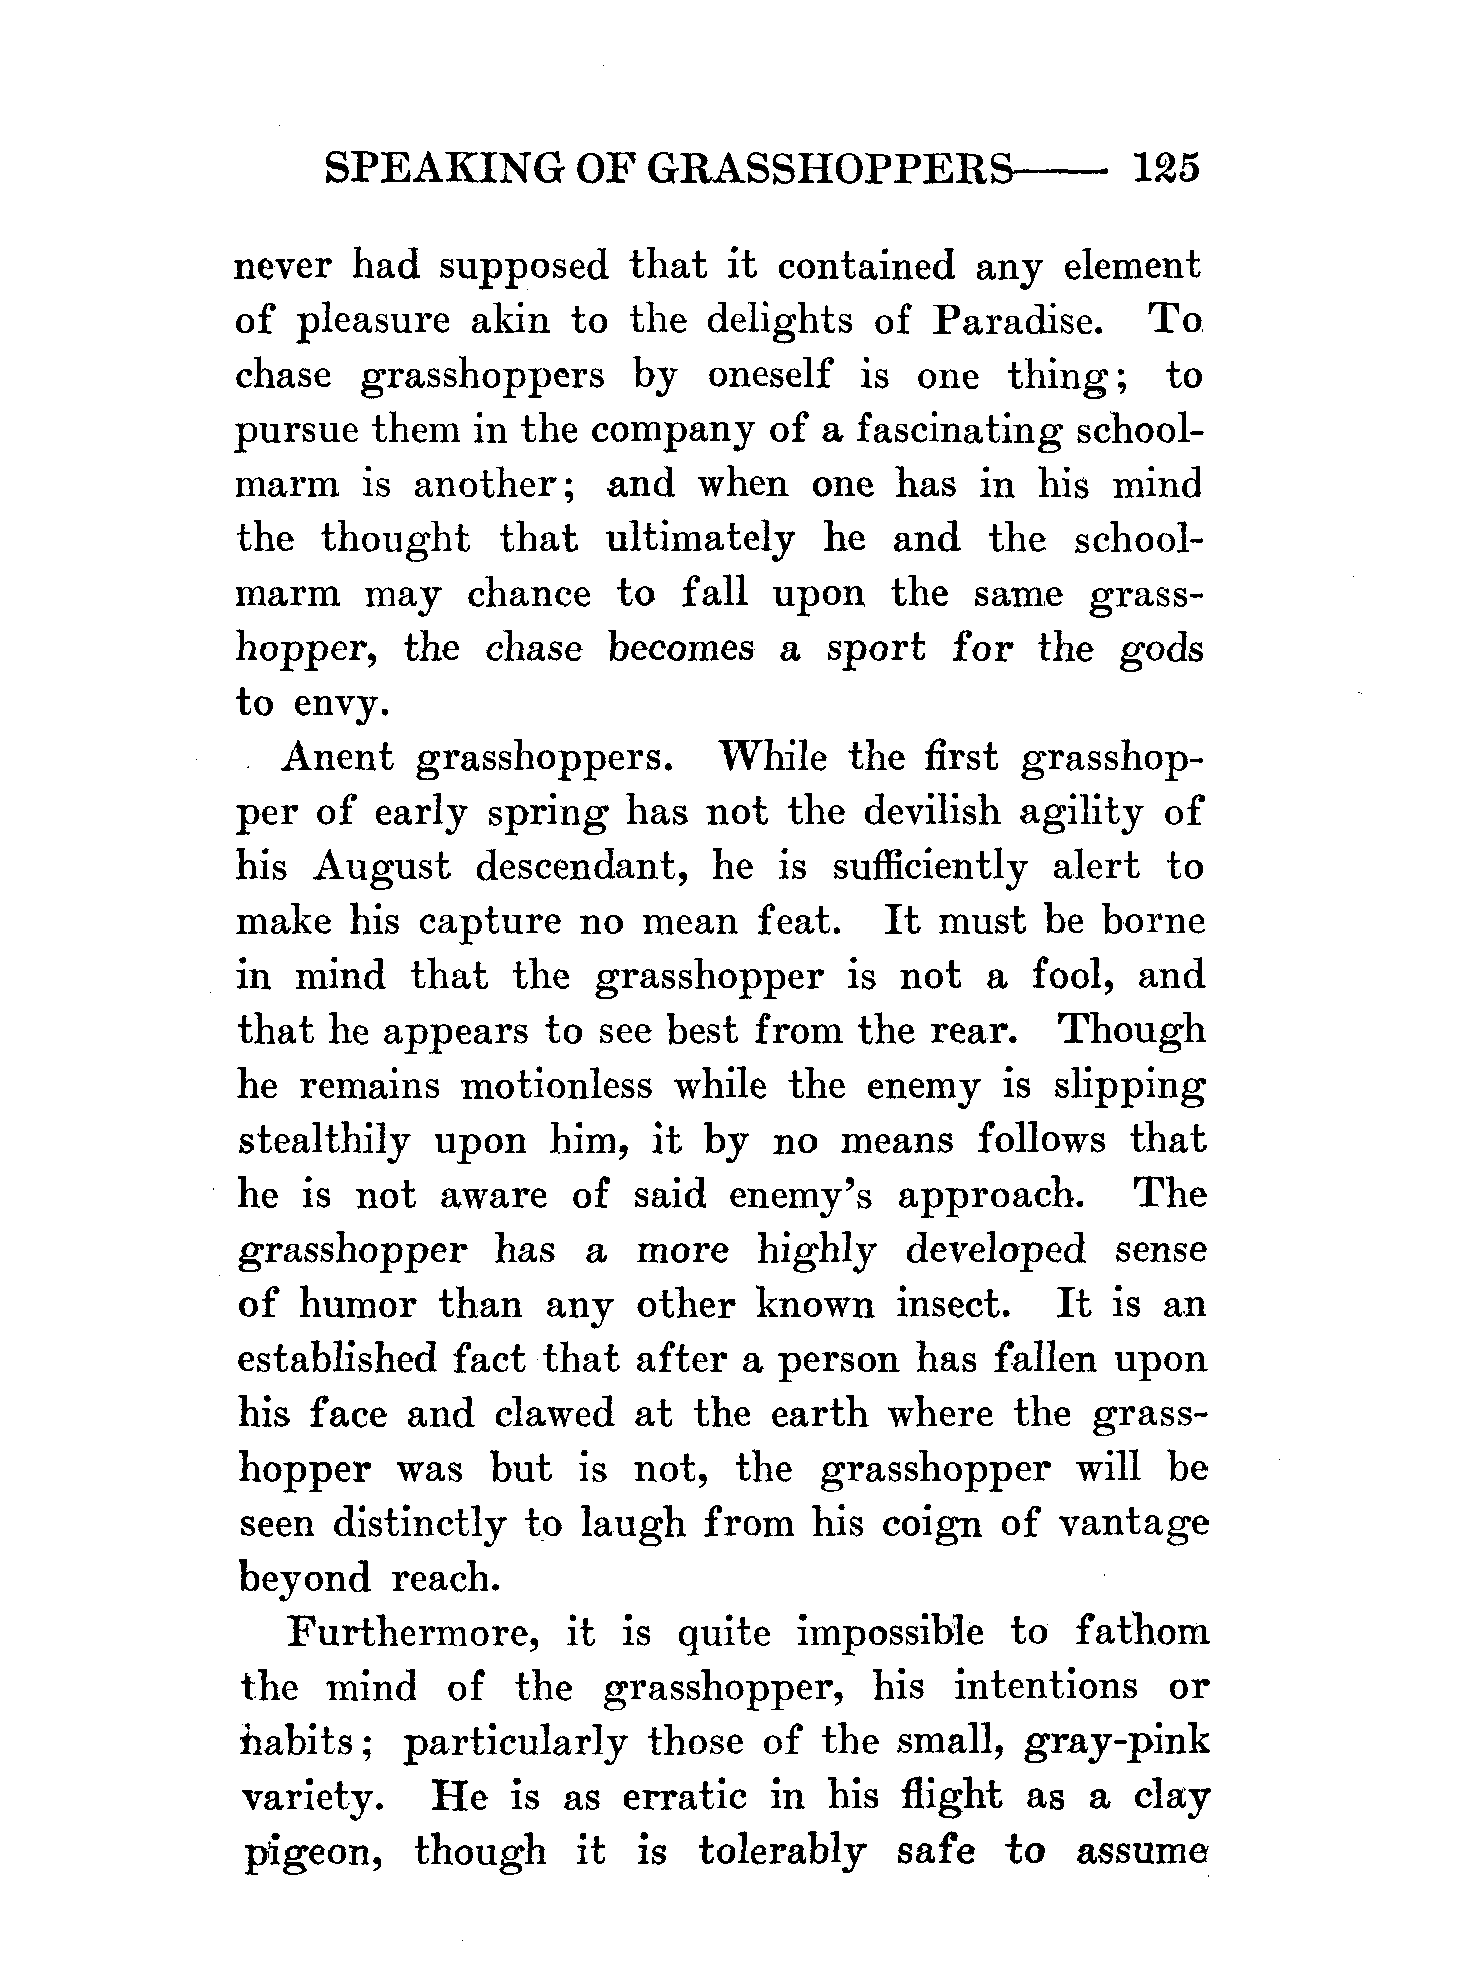 SPEAKING OF GRASSHOPPERS—— 125
never had supposed that it contained any element
of pleasure akin to the delights of Paradise. To
chase grasshoppers by oneself is one thing; to
pursue them in the company of a fascinating school-
marm is another; and when one has in his mind
the thought that ultimately he and the school-
marm may chance to fall upon the same grass-
hopper, the chase becomes a sport for the gods
to envy.
Anent grasshoppers. While the first grasshop-
per of early spring has not the devilish agility of
his August descendant, he is sufficiently alert to
make his capture no mean feat. It must be borne
in mind that the grasshopper is not a fool, and
that he appears to see best from the rear. Though
he remains motionless while the enemy is slipping
stealthily upon him, it by no means follows that
he is not aware of said enemy's approach. The
grasshopper has a more highly developed sense
of humor than any other known insect. It is an
established fact that after a person has fallen upon
his face and clawed at the earth where the grass-
hopper was but is not, the grasshopper will be
seen distinctly to laugh from his coign of vantage
beyond reach.
Furthermore, it is quite impossible to fathom
the mind of the grasshopper, his intentions or
habits; particularly those of the small, gray-pink
variety. He is as erratic in his flight as a clay
pigeon, though it is tolerably safe to assume